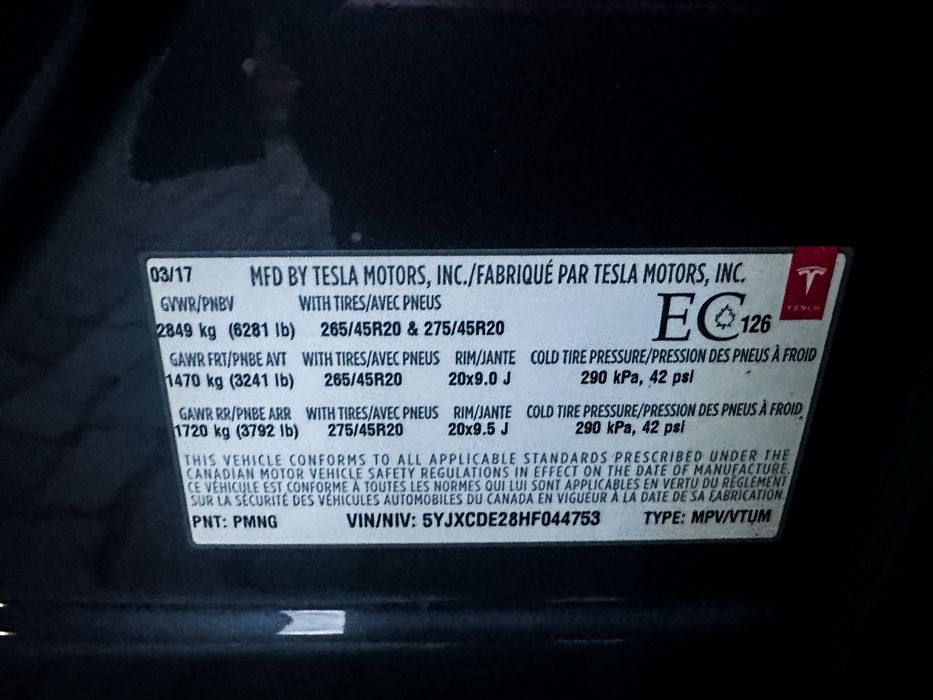 03/17 MFD BY TESLA MOTORS, INC./FABRIQUÉ PAR TESLA MOTORS, INC.
TESLA
GVWR/PNBV WITH TIRES/AVEC PNEUS
2849 kg (6281 lb) 265/45R20 & 275/45R20
EC 126
GAWR FRT/PNBE AVT WITH TIRES/AVEC PNEUS RIM/JANTE COLD TIRE PRESSURE/PRESSION DES PNEUS À FROID
1470 kg (3241 lb) 265/45R20 20x9.0 J 290 kPa, 42 psi
GAWR RR/PNBE ARR WITH TIRES/AVEC PNEUS RIM/JANTE COLD TIRE PRESSURE/PRESSION DES PNEUS À FROID
1720 kg (3792 lb) 275/45R20 20x9.5 J 290 kPa, 42 psi
THIS VEHICLE CONFORMS TO ALL APPLICABLE STANDARDS PRESCRIBED UNDER THE
CANADIAN MOTOR VEHICLE SAFETY REGULATIONS IN EFFECT ON THE DATE OF MANUFACTURE.
CE VÉHICULE EST CONFORME À TOUTES LES NORMES QUI LUI SONT APPLICABLES EN VERTU DU RÈGLEMENT
SUR LA SÉCURITÉ DES VÉHICULES AUTOMOBILES DU CANADA EN VIGUEUR À LA DATE DE SA FABRICATION.
PNT: PMNG VIN/NIV: 5YJXCDE28HF044753 TYPE: MPV/VTUM